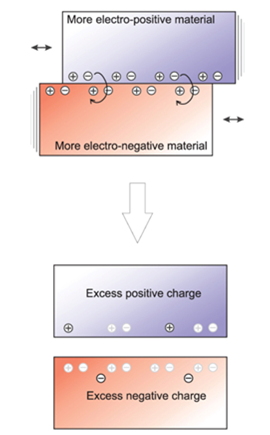 More electro-positive material
More electro-negative material
Excess positive charge
Excess negative charge